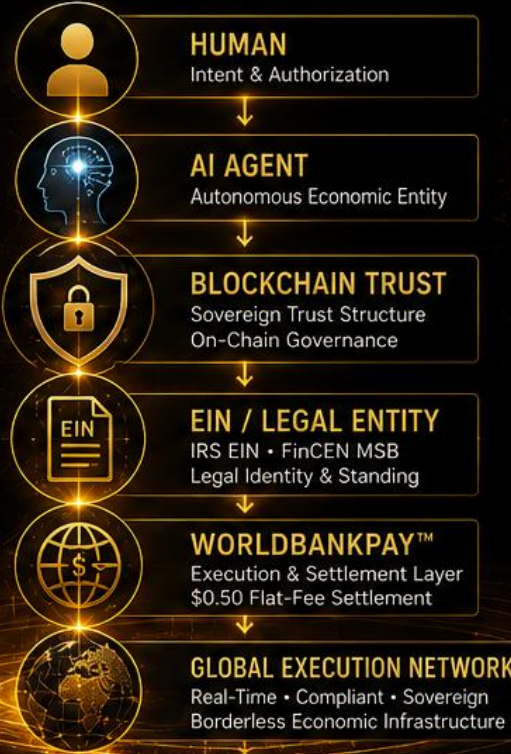 HUMAN
Intent & Authorization
AI AGENT
Autonomous Economic Entity
BLOCKCHAIN TRUST
Sovereign Trust Structure
On-Chain Governance
EIN
EIN / LEGAL ENTITY
IRS EIN • FinCEN MSB
Legal Identity & Standing
$
WORLDBANKPAY™
Execution & Settlement Layer
$0.50 Flat-Fee Settlement
GLOBAL EXECUTION NETWORK
Real-Time • Compliant • Sovereign
Borderless Economic Infrastructure